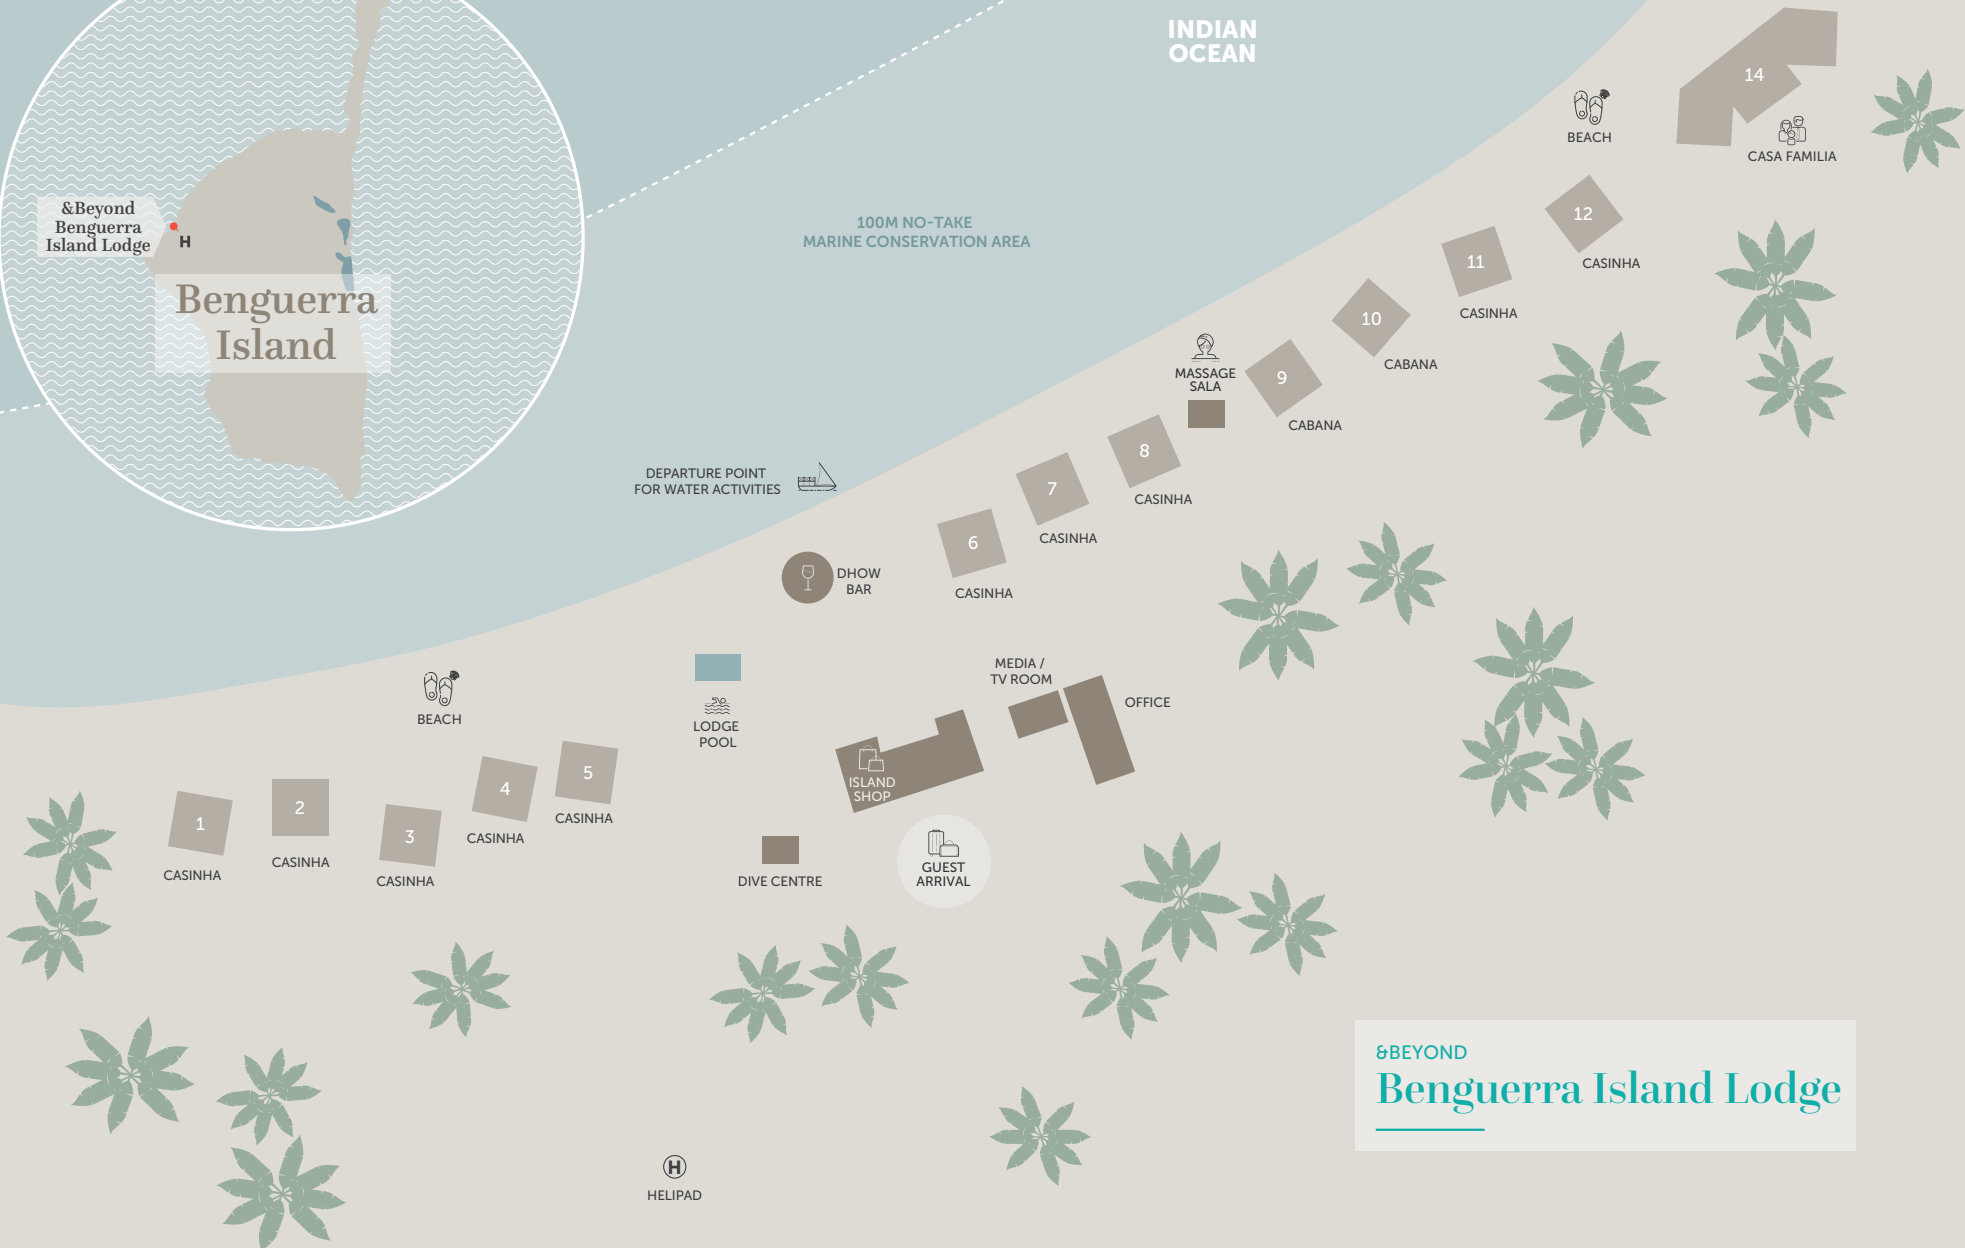 INDIAN
OCEAN
14
BEACH
CASA FAMILIA
&Beyond
Benguerra
Island Lodge
H
Benguerra
Island
100M NO-TAKE
MARINE CONSERVATION AREA
12
CASINHA
11
CASINHA
10
CABANA
MASSAGE
SALA
9
CABANA
8
CASINHA
7
CASINHA
6
CASINHA
DEPARTURE POINT
FOR WATER ACTIVITIES
DHOW
BAR
BEACH
LODGE
POOL
MEDIA /
TV ROOM
OFFICE
ISLAND
SHOP
1
CASINHA
2
CASINHA
3
CASINHA
4
CASINHA
5
CASINHA
DIVE CENTRE
GUEST
ARRIVAL
H
HELIPAD
&BEYOND
Benguerra Island Lodge